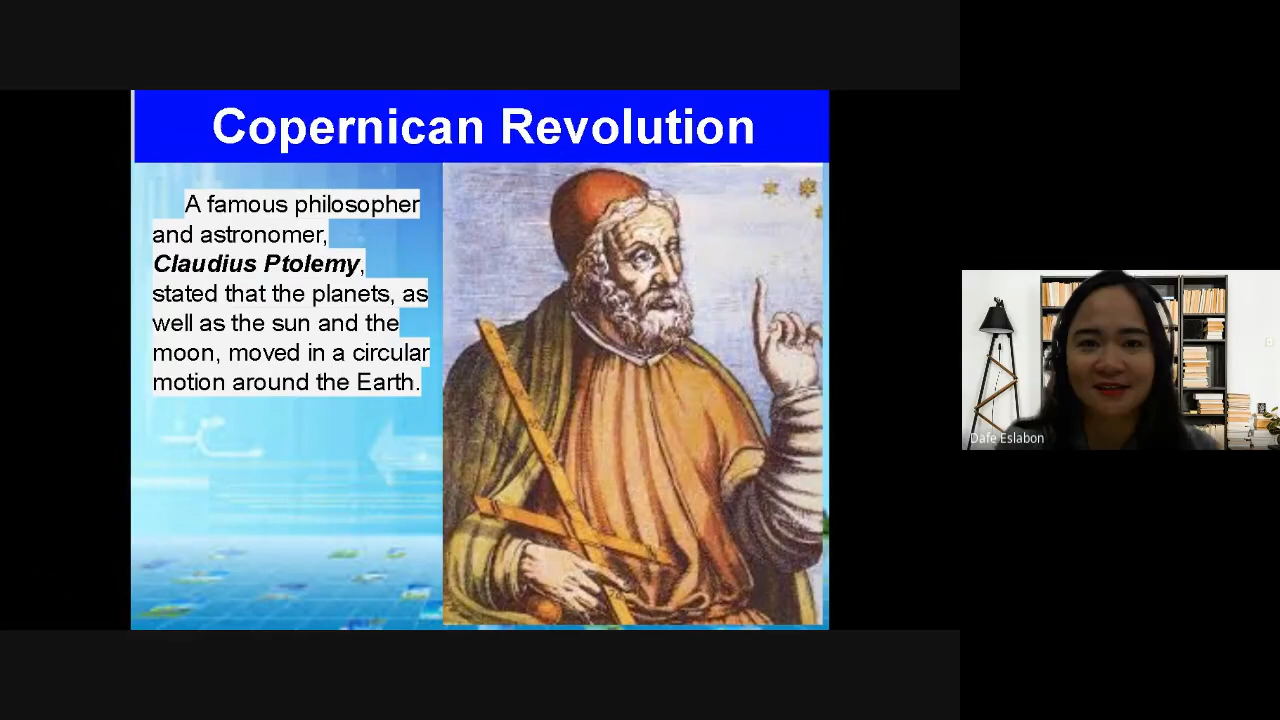 Copernican Revolution
A famous philosopher
and astronomer,
Claudius Ptolemy,
stated that the planets, as
well as the sun and the
moon, moved in a circular
motion around the Earth.
Dafe Eslabon